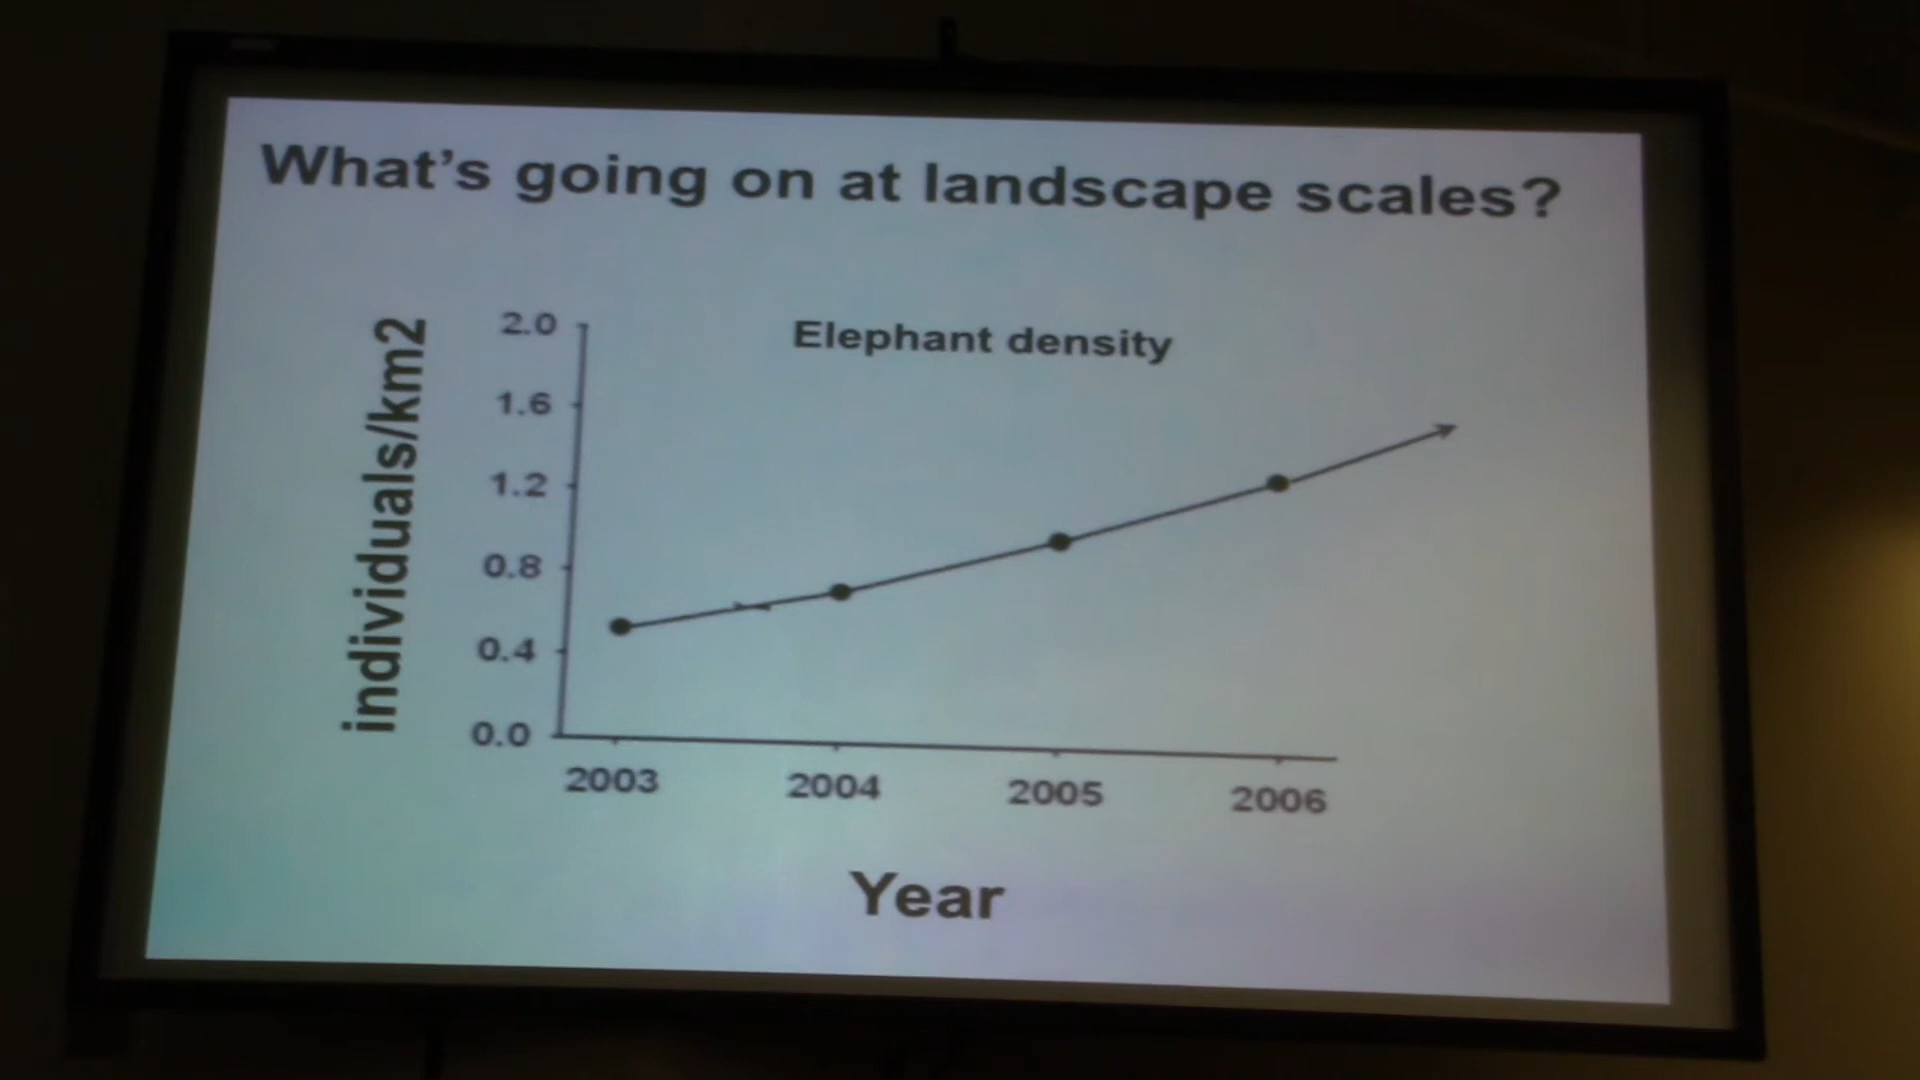 What's going on at landscape scales?
Elephant density
individuals/km2
2.0
1.6
1.2
0.8
0.4
0.0
2003 2004 2005 2006
Year